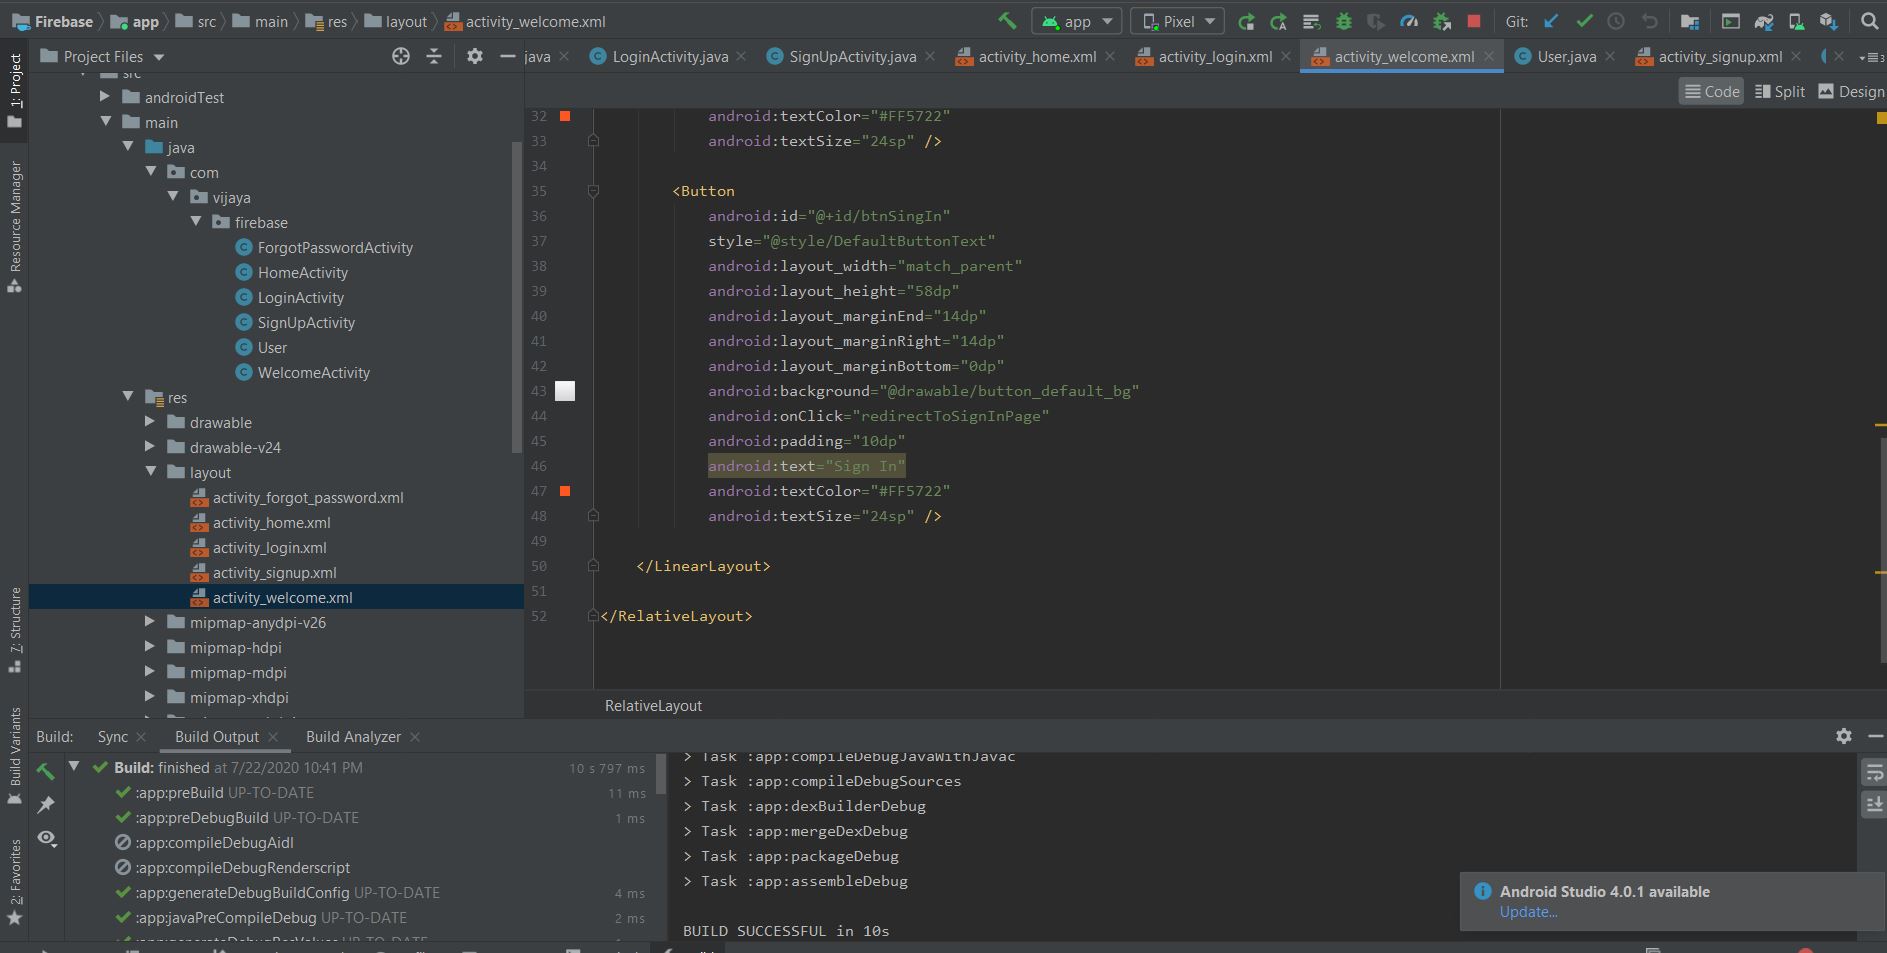 Firebase app src main res layout activity_welcome.xml
app Pixel Git:
Project Files
java LoginActivity.java SignUpActivity.java activity_home.xml activity_login.xml activity_welcome.xml User.java activity_signup.xml
Code Split Design
1: Project
Resource Manager
7: Structure
Build Variants
2: Favorites
src
androidTest
main
java
com
vijaya
firebase
ForgotPasswordActivity
HomeActivity
LoginActivity
SignUpActivity
User
WelcomeActivity
res
drawable
drawable-v24
layout
activity_forgot_password.xml
activity_home.xml
activity_login.xml
activity_signup.xml
activity_welcome.xml
mipmap-anydpi-v26
mipmap-hdpi
mipmap-mdpi
mipmap-xhdpi
32 android:textColor="#FF5722"
33 android:textSize="24sp" />
34
35 <Button
36 android:id="@+id/btnSingIn"
37 style="@style/DefaultButtonText"
38 android:layout_width="match_parent"
39 android:layout_height="58dp"
40 android:layout_marginEnd="14dp"
41 android:layout_marginRight="14dp"
42 android:layout_marginBottom="0dp"
43 android:background="@drawable/button_default_bg"
44 android:onClick="redirectToSignInPage"
45 android:padding="10dp"
46 android:text="Sign In"
47 android:textColor="#FF5722"
48 android:textSize="24sp" />
49
50 </LinearLayout>
51
52 </RelativeLayout>
RelativeLayout
Build: Sync Build Output Build Analyzer
Build: finished at 7/22/2020 10:41 PM 10 s 797 ms
:app:preBuild UP-TO-DATE 11 ms
:app:preDebugBuild UP-TO-DATE 1 ms
:app:compileDebugAidl
:app:compileDebugRenderscript
:app:generateDebugBuildConfig UP-TO-DATE 4 ms
:app:javaPreCompileDebug UP-TO-DATE 2 ms
> Task :app:compileDebugJavaWithJavac
> Task :app:compileDebugSources
> Task :app:dexBuilderDebug
> Task :app:mergeDexDebug
> Task :app:packageDebug
> Task :app:assembleDebug
BUILD SUCCESSFUL in 10s
Android Studio 4.0.1 available
Update...